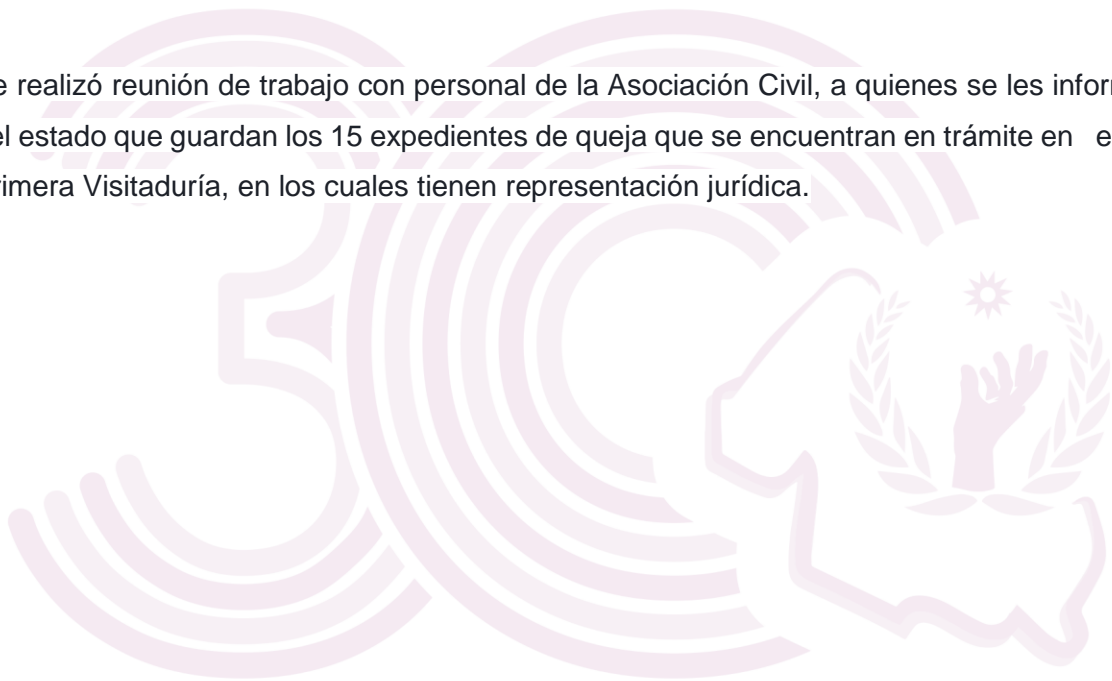 e realizó reunión de trabajo con personal de la Asociación Civil, a quienes se les infor
el estado que guardan los 15 expedientes de queja que se encuentran en trámite en e
rimera Visitaduría, en los cuales tienen representación jurídica.
30